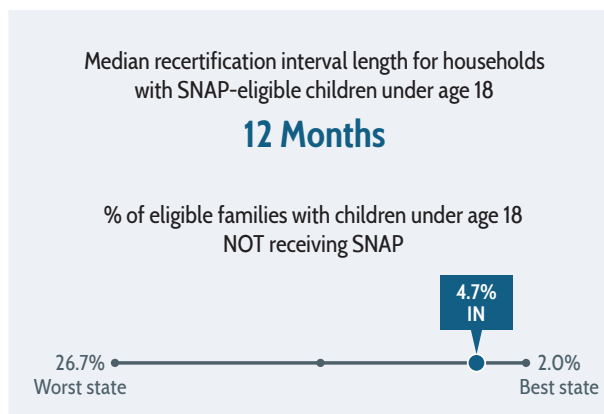 Median recertification interval length for households
with SNAP-eligible children under age 18
12 Months
% of eligible families with children under age 18
NOT receiving SNAP
4.7%
IN
26.7%
Worst state
2.0%
Best state